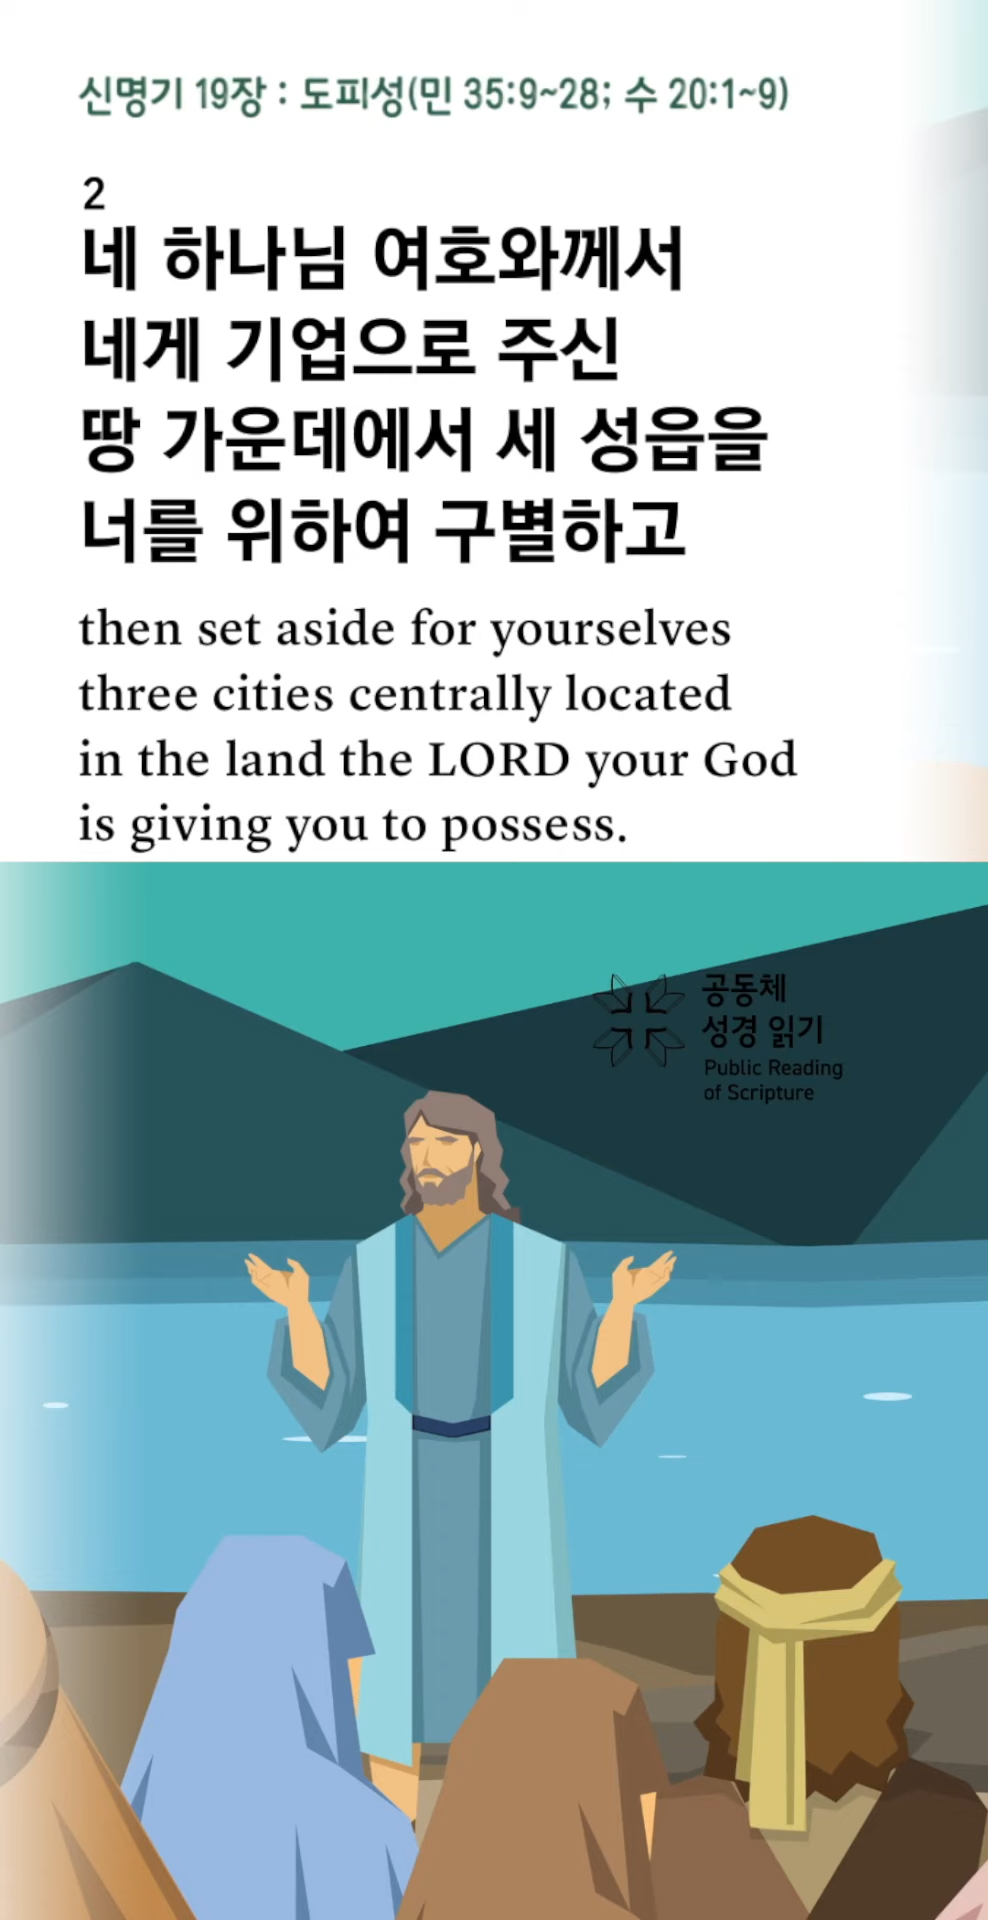 신명기 19장 : 도피성(민 35:9~28; 수 20:1~9)
2
네 하나님 여호와께서
네게 기업으로 주신
땅 가운데에서 세 성읍을
너를 위하여 구별하고
then set aside for yourselves
three cities centrally located
in the land the LORD your God
is giving you to possess.
공동체
성경 읽기
Public Reading
of Scripture